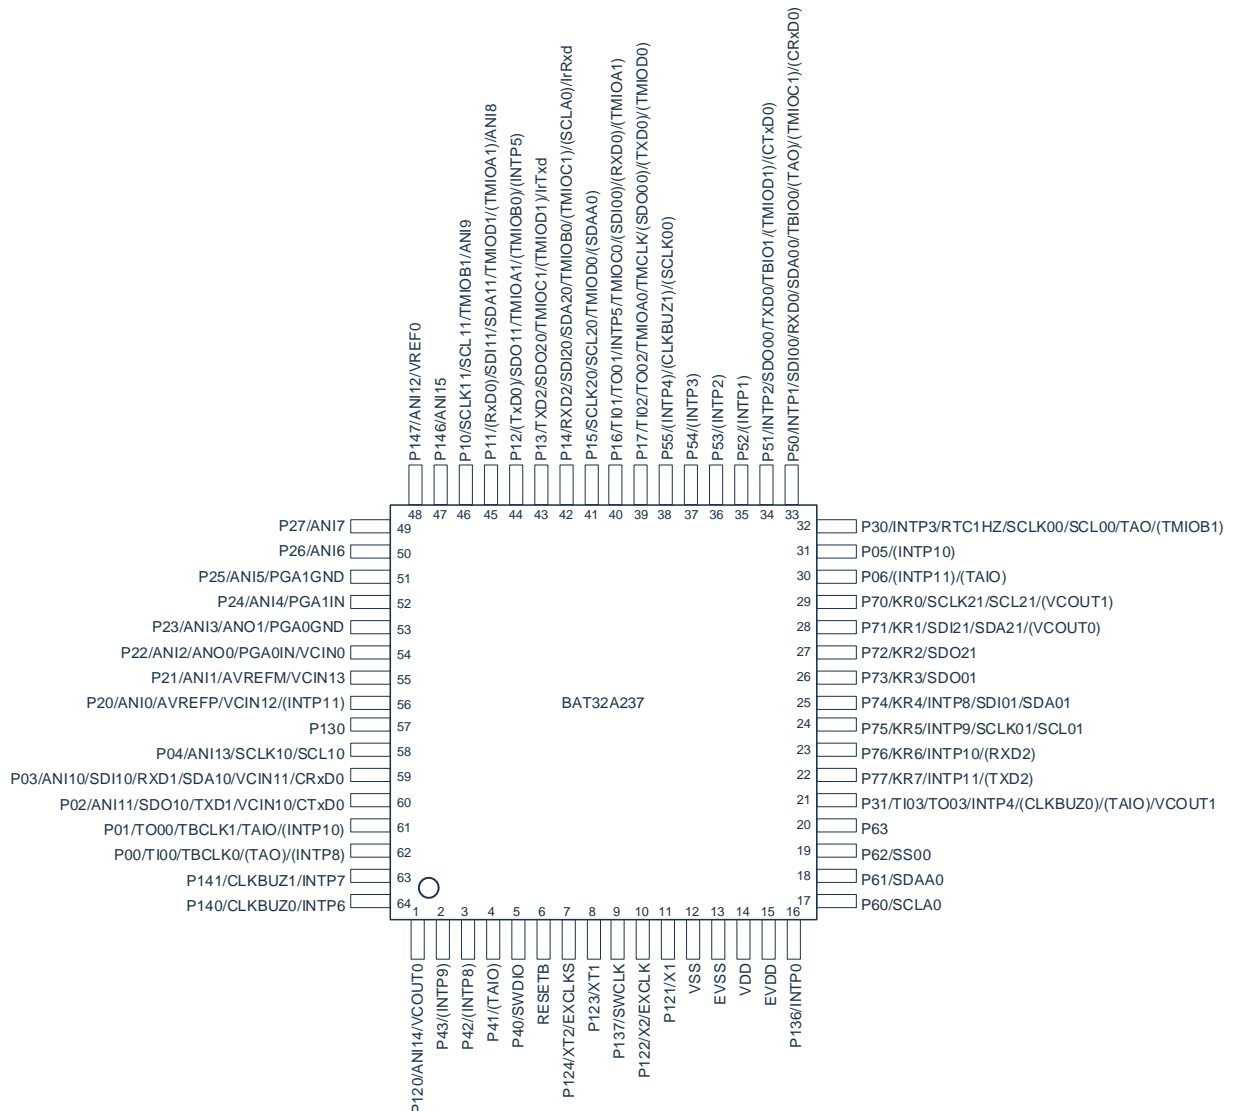 P147/ANI12/VREF0
P146/ANI15
P10/SCLK11/SCL11/TMIOB1/ANI9
P11/(RxD0)/SDI11/SDA11/TMIOD1/(TMIOA1)/ANI8
P12/(TxD0)/SDO11/TMIOA1/(TMIOB0)/(INTP5)
P13/TXD2/SDO20/TMIOC1/(TMIOD1)/IrTxd
P14/RXD2/SDI20/SDA20/TMIOB0/(TMIOC1)/(SCLA0)/IrRxd
P15/SCLK20/SCL20/TMIOD0/(SDAA0)
P16/TI01/TO01/INTP5/TMIOC0/(SDI00)/(RXD0)/(TMIOA1)
P17/TI02/TO02/TMIOA0/TMCLK/(SDO00)/(TXD0)/(TMIOD0)
P55/(INTP4)/(CLKBUZ1)/(SCLK00)
P54/(INTP3)
P53/(INTP2)
P52/(INTP1)
P51/INTP2/SDO00/TXD0/TBIO1/(TMIOD1)/(CTxD0)
P50/INTP1/SDI00/RXD0/SDA00/TBIO0/(TAO)/(TMIOC1)/(CRxD0)
48 47 46 45 44 43 42 41 40 39 38 37 36 35 34 33
P27/ANI7 49
P26/ANI6 50
P25/ANI5/PGA1GND 51
P24/ANI4/PGA1IN 52
P23/ANI3/ANO1/PGA0GND 53
P22/ANI2/ANO0/PGA0IN/VCIN0 54
P21/ANI1/AVREFM/VCIN13 55
P20/ANI0/AVREFP/VCIN12/(INTP11) 56
P130 57
P04/ANI13/SCLK10/SCL10 58
P03/ANI10/SDI10/RXD1/SDA10/VCIN11/CRxD0 59
P02/ANI11/SDO10/TXD1/VCIN10/CTxD0 60
P01/TO00/TBCLK1/TAIO/(INTP10) 61
P00/TI00/TBCLK0/(TAO)/(INTP8) 62
P141/CLKBUZ1/INTP7 63
P140/CLKBUZ0/INTP6 64
BAT32A237
32 P30/INTP3/RTC1HZ/SCLK00/SCL00/TAO/(TMIOB1)
31 P05/(INTP10)
30 P06/(INTP11)/(TAIO)
29 P70/KR0/SCLK21/SCL21/(VCOUT1)
28 P71/KR1/SDI21/SDA21/(VCOUT0)
27 P72/KR2/SDO21
26 P73/KR3/SDO01
25 P74/KR4/INTP8/SDI01/SDA01
24 P75/KR5/INTP9/SCLK01/SCL01
23 P76/KR6/INTP10/(RXD2)
22 P77/KR7/INTP11/(TXD2)
21 P31/TI03/TO03/INTP4/(CLKBUZ0)/(TAIO)/VCOUT1
20 P63
19 P62/SS00
18 P61/SDAA0
17 P60/SCLA0
1 2 3 4 5 6 7 8 9 10 11 12 13 14 15 16
P120/ANI14/VCOUT0
P43/(INTP9)
P42/(INTP8)
P41/(TAIO)
P40/SWDIO
RESETB
P124/XT2/EXCLKS
P123/XT1
P137/SWCLK
P122/X2/EXCLK
P121/X1
VSS
EVSS
VDD
EVDD
P136/INTP0